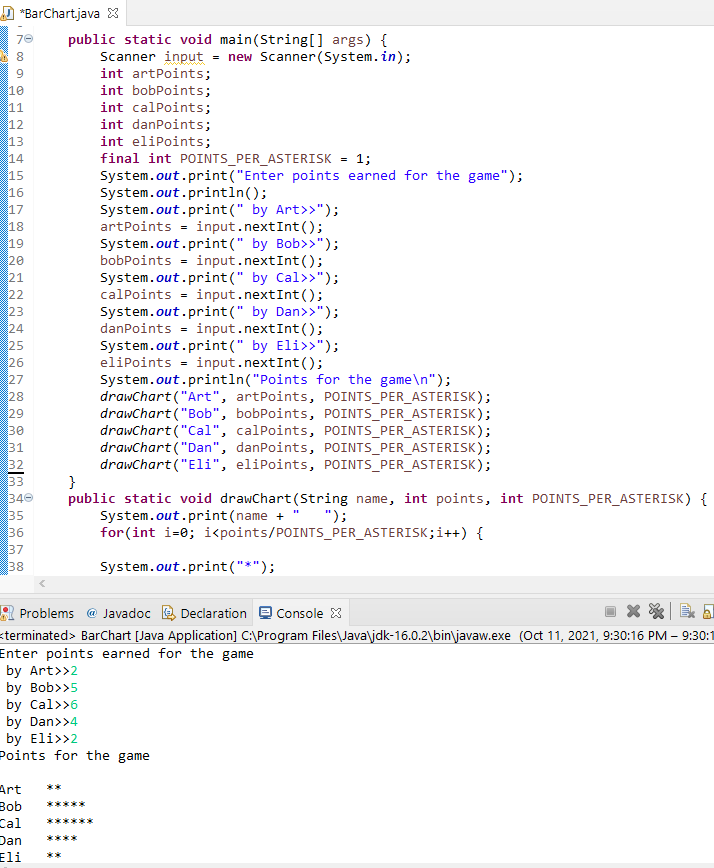 *BarChart.java
7 public static void main(String[] args) {
8 Scanner input = new Scanner(System.in);
9 int artPoints;
10 int bobPoints;
11 int calPoints;
12 int danPoints;
13 int eliPoints;
14 final int POINTS_PER_ASTERISK = 1;
15 System.out.print("Enter points earned for the game");
16 System.out.println();
17 System.out.print(" by Art>>");
18 artPoints = input.nextInt();
19 System.out.print(" by Bob>>");
20 bobPoints = input.nextInt();
21 System.out.print(" by Cal>>");
22 calPoints = input.nextInt();
23 System.out.print(" by Dan>>");
24 danPoints = input.nextInt();
25 System.out.print(" by Eli>>");
26 eliPoints = input.nextInt();
27 System.out.println("Points for the game\n");
28 drawChart("Art", artPoints, POINTS_PER_ASTERISK);
29 drawChart("Bob", bobPoints, POINTS_PER_ASTERISK);
30 drawChart("Cal", calPoints, POINTS_PER_ASTERISK);
31 drawChart("Dan", danPoints, POINTS_PER_ASTERISK);
32 drawChart("Eli", eliPoints, POINTS_PER_ASTERISK);
33 }
34 public static void drawChart(String name, int points, int POINTS_PER_ASTERISK) {
35 System.out.print(name + "   ");
36 for(int i=0; i<points/POINTS_PER_ASTERISK;i++) {
37
38 System.out.print("*");
Problems @ Javadoc Declaration Console
<terminated> BarChart [Java Application] C:\Program Files\Java\jdk-16.0.2\bin\javaw.exe (Oct 11, 2021, 9:30:16 PM – 9:30:1
Enter points earned for the game
 by Art>>2
 by Bob>>5
 by Cal>>6
 by Dan>>4
 by Eli>>2
Points for the game

Art   **
Bob   *****
Cal   ******
Dan   ****
Eli   **